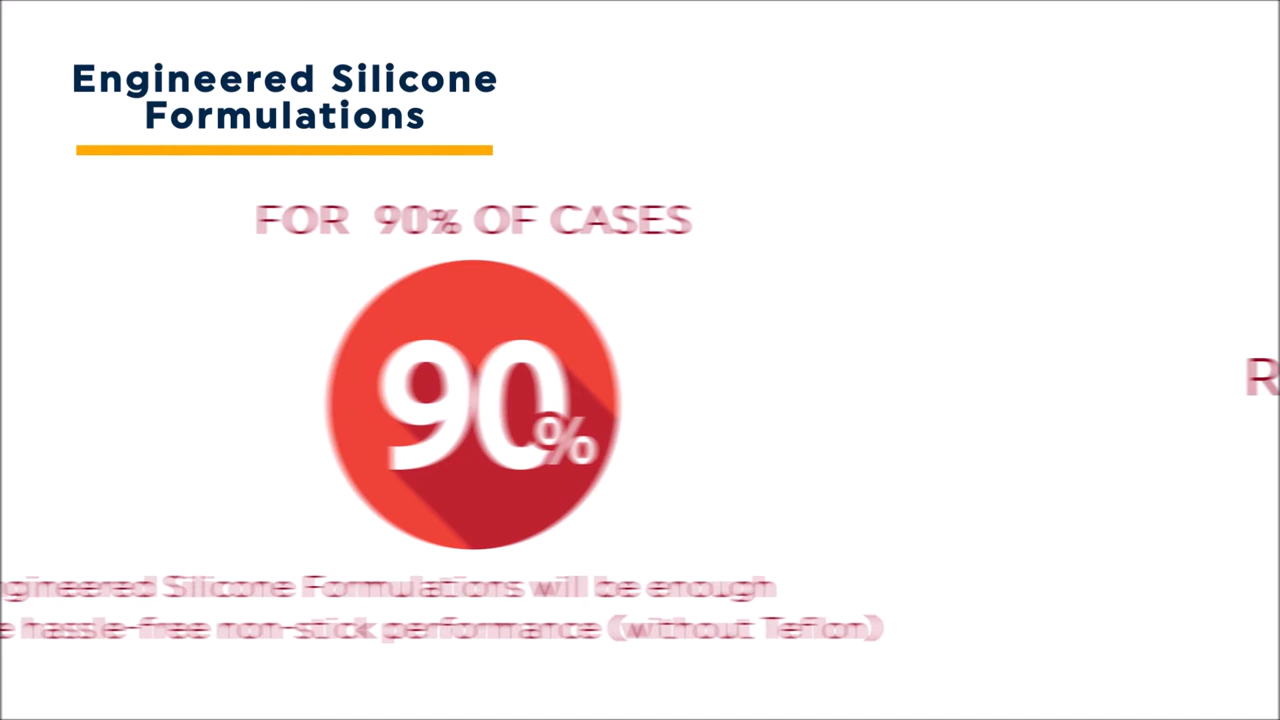 Engineered Silicone
Formulations
FOR 90% OF CASES
90%
R
gineered Silicone Formulations will be enough
e hassle-free non-stick performance (without Teflon)